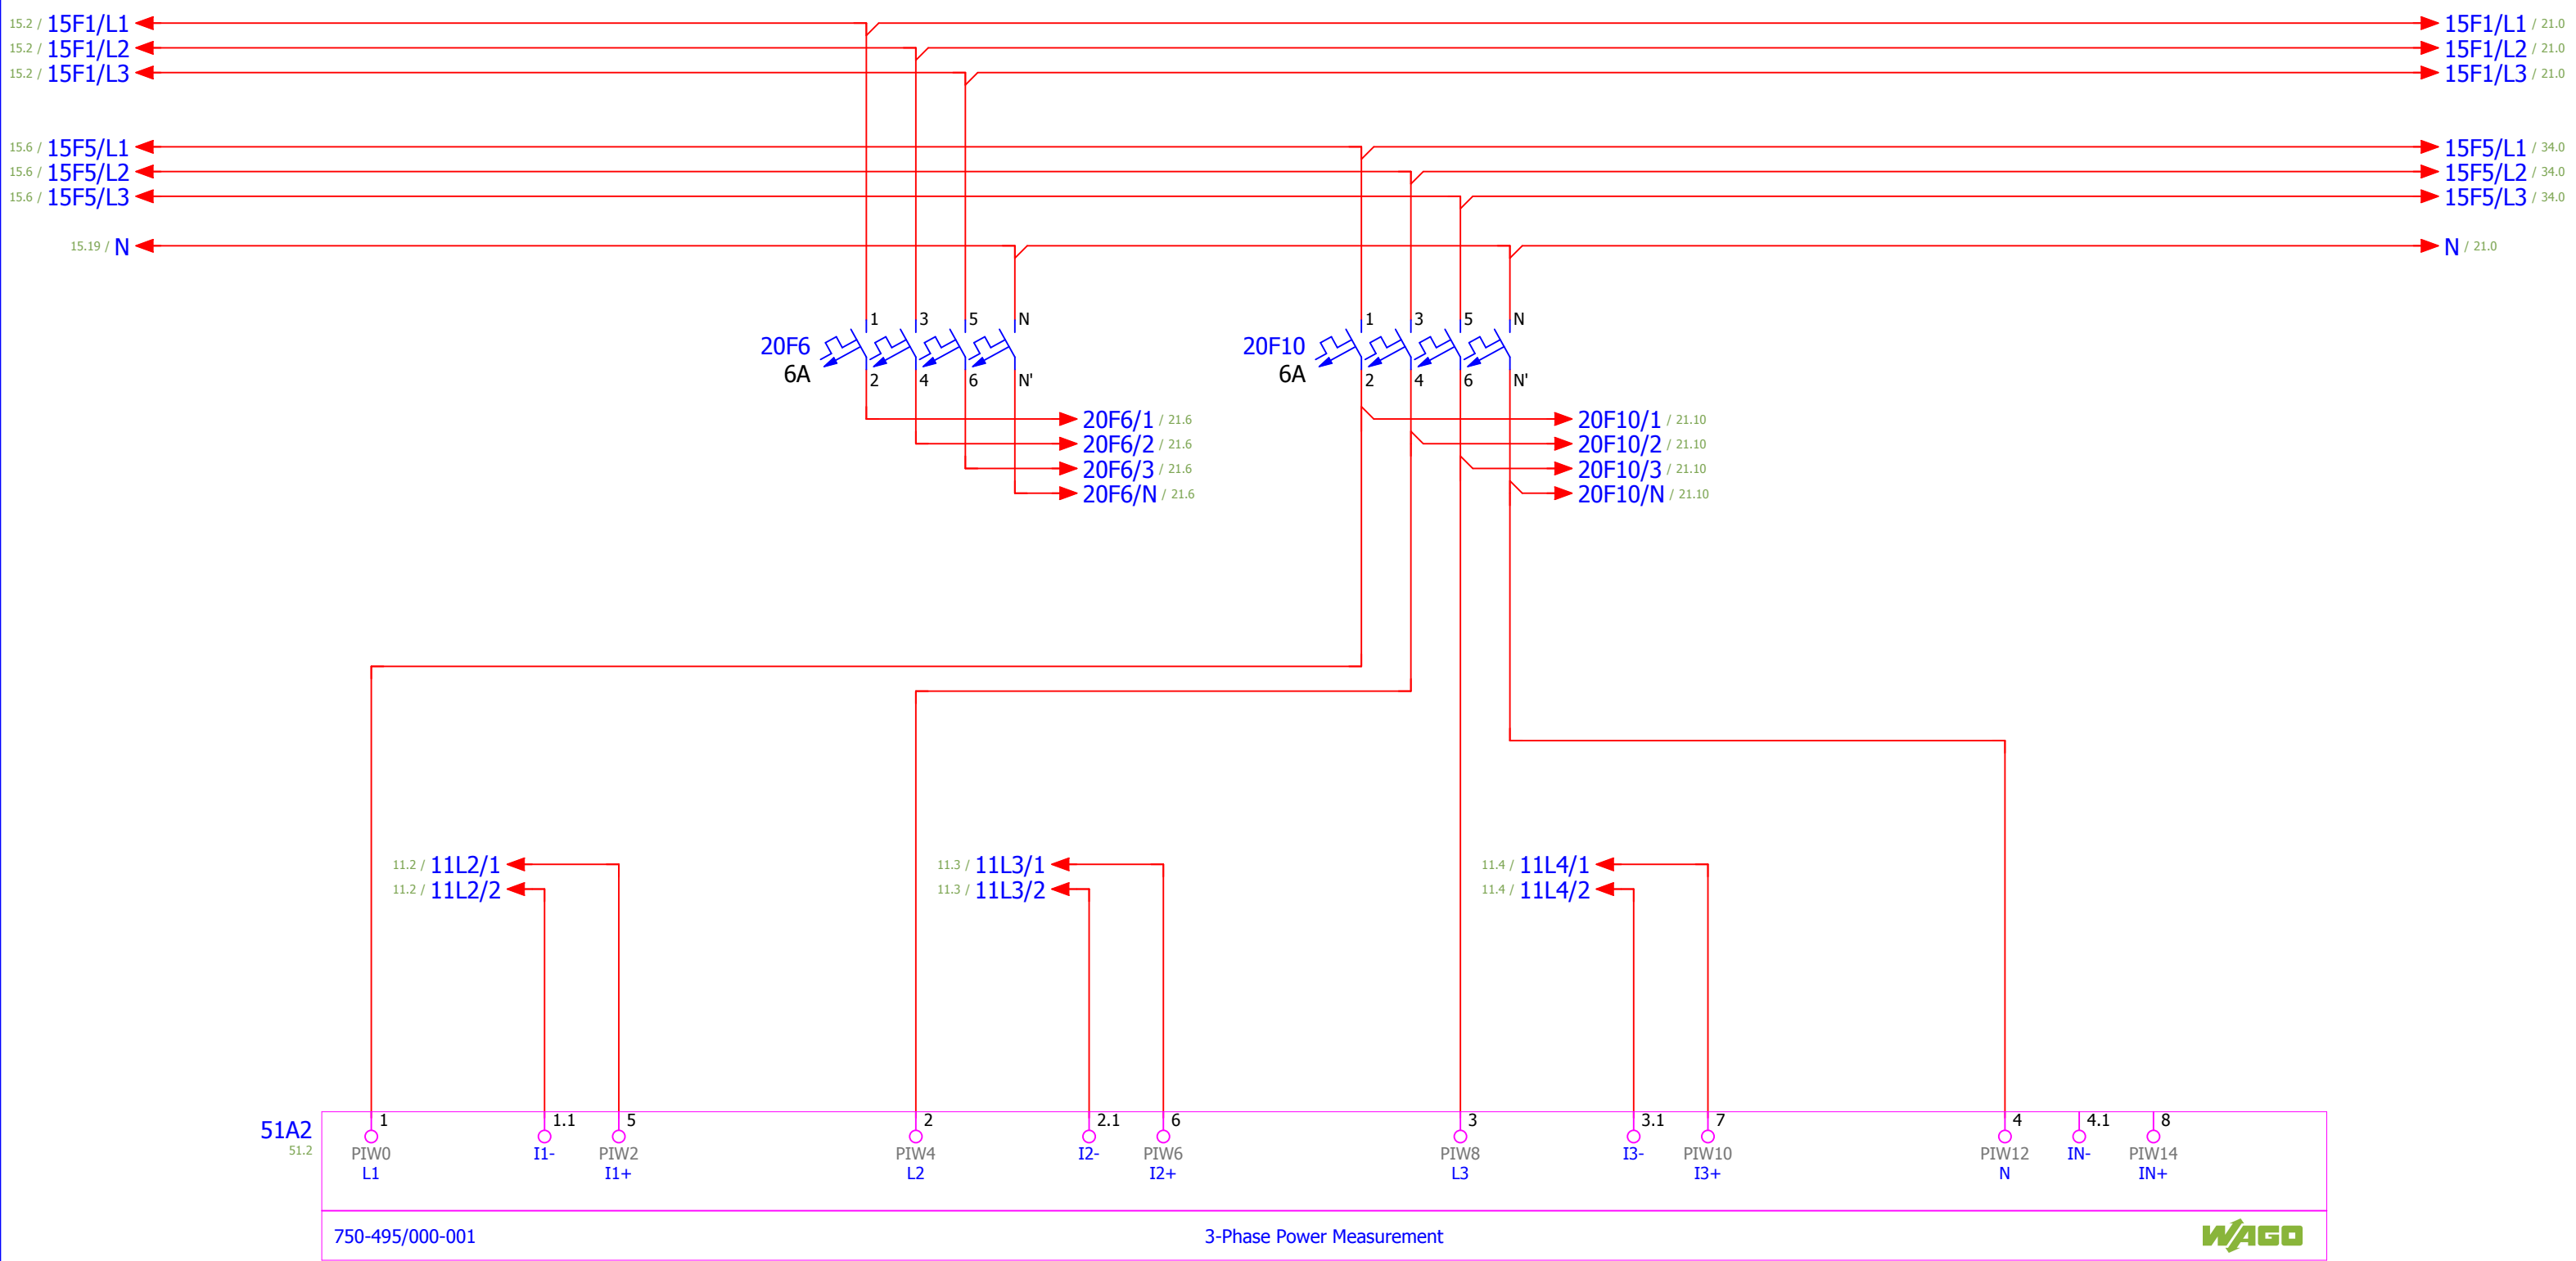 15.2 / 15F1/L1 15F1/L1 / 21.0
15.2 / 15F1/L2 15F1/L2 / 21.0
15.2 / 15F1/L3 15F1/L3 / 21.0
15.6 / 15F5/L1 15F5/L1 / 34.0
15.6 / 15F5/L2 15F5/L2 / 34.0
15.6 / 15F5/L3 15F5/L3 / 34.0
15.19 / N N / 21.0
1 3 5 N 1 3 5 N
20F6 20F10
6A 6A
2 4 6 N' 2 4 6 N'
20F6/1 / 21.6 20F10/1 / 21.10
20F6/2 / 21.6 20F10/2 / 21.10
20F6/3 / 21.6 20F10/3 / 21.10
20F6/N / 21.6 20F10/N / 21.10
11.2 / 11L2/1 11.3 / 11L3/1 11.4 / 11L4/1
11.2 / 11L2/2 11.3 / 11L3/2 11.4 / 11L4/2
51A2 1 1.1 5 2 2.1 6 3 3.1 7 4 4.1 8
51.2 PIW0 I1- PIW2 PIW4 I2- PIW6 PIW8 I3- PIW10 PIW12 IN- PIW14
L1 I1+ L2 I2+ L3 I3+ N IN+
750-495/000-001 3-Phase Power Measurement WAGO